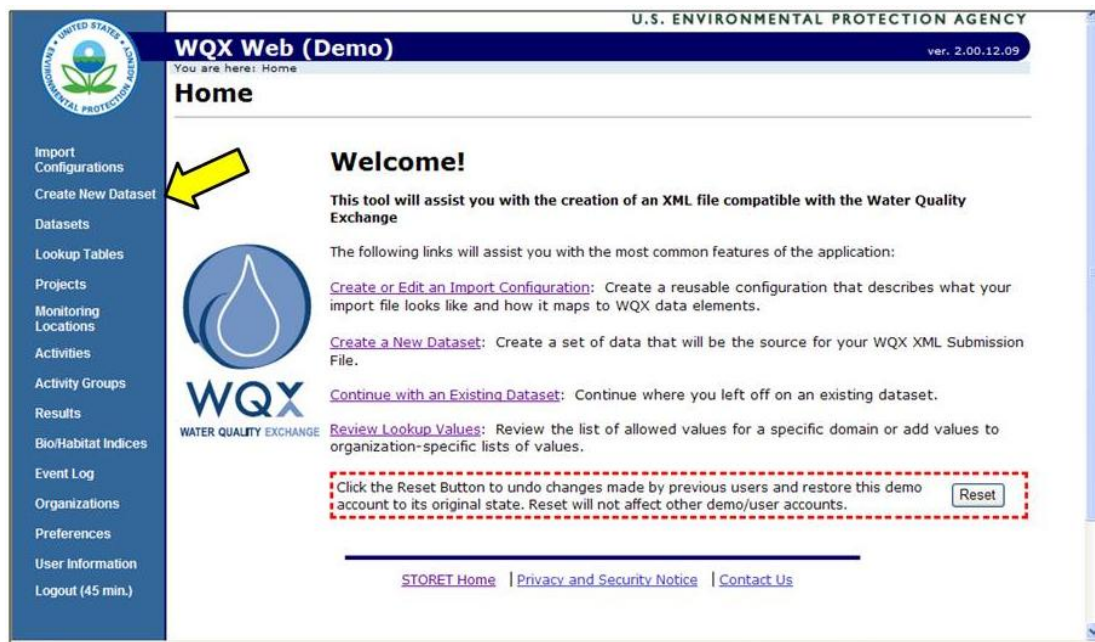 U.S. ENVIRONMENTAL PROTECTION AGENCY
UNITED STATES
ENVIRONMENTAL PROTECTION AGENCY
WQX Web (Demo)
ver. 2.00.12.09
You are here: Home
Home
Import
Configurations
Create New Dataset
Datasets
Lookup Tables
Projects
Monitoring
Locations
Activities
Activity Groups
Results
Bio/Habitat Indices
Event Log
Organizations
Preferences
User Information
Logout (45 min.)
WQX
WATER QUALITY EXCHANGE
Welcome!
This tool will assist you with the creation of an XML file compatible with the Water Quality
Exchange
The following links will assist you with the most common features of the application:
Create or Edit an Import Configuration: Create a reusable configuration that describes what your
import file looks like and how it maps to WQX data elements.
Create a New Dataset: Create a set of data that will be the source for your WQX XML Submission
File.
Continue with an Existing Dataset: Continue where you left off on an existing dataset.
Review Lookup Values: Review the list of allowed values for a specific domain or add values to
organization-specific lists of values.
Click the Reset Button to undo changes made by previous users and restore this demo
account to its original state. Reset will not affect other demo/user accounts.
Reset
STORET Home | Privacy and Security Notice | Contact Us